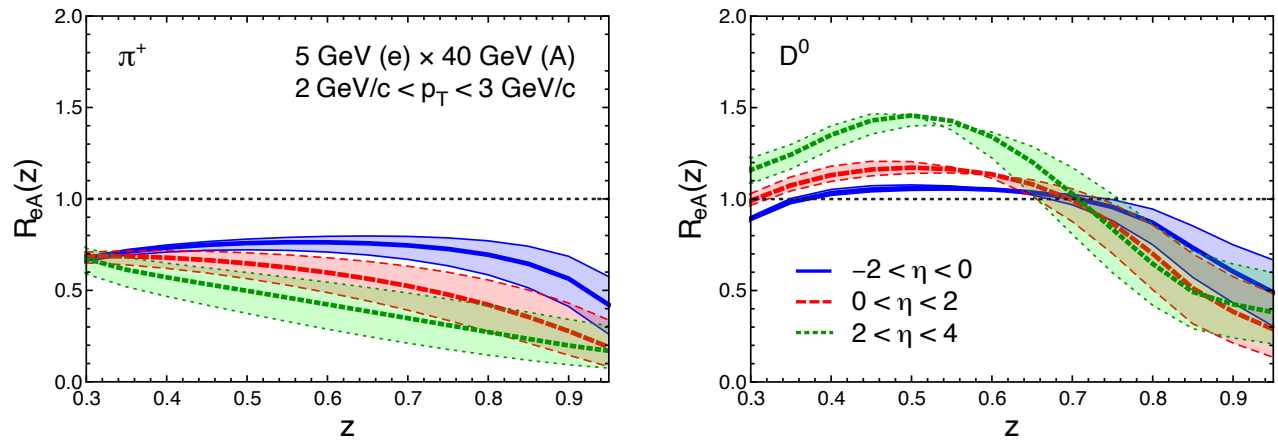 π+
5 GeV (e) × 40 GeV (A)
2 GeV/c < pT < 3 GeV/c
ReA(z)
2.0
1.5
1.0
0.5
0.0
0.3 0.4 0.5 0.6 0.7 0.8 0.9
z
D0
ReA(z)
2.0
1.5
1.0
0.5
0.0
−2 < η < 0
0 < η < 2
2 < η < 4
0.3 0.4 0.5 0.6 0.7 0.8 0.9
z